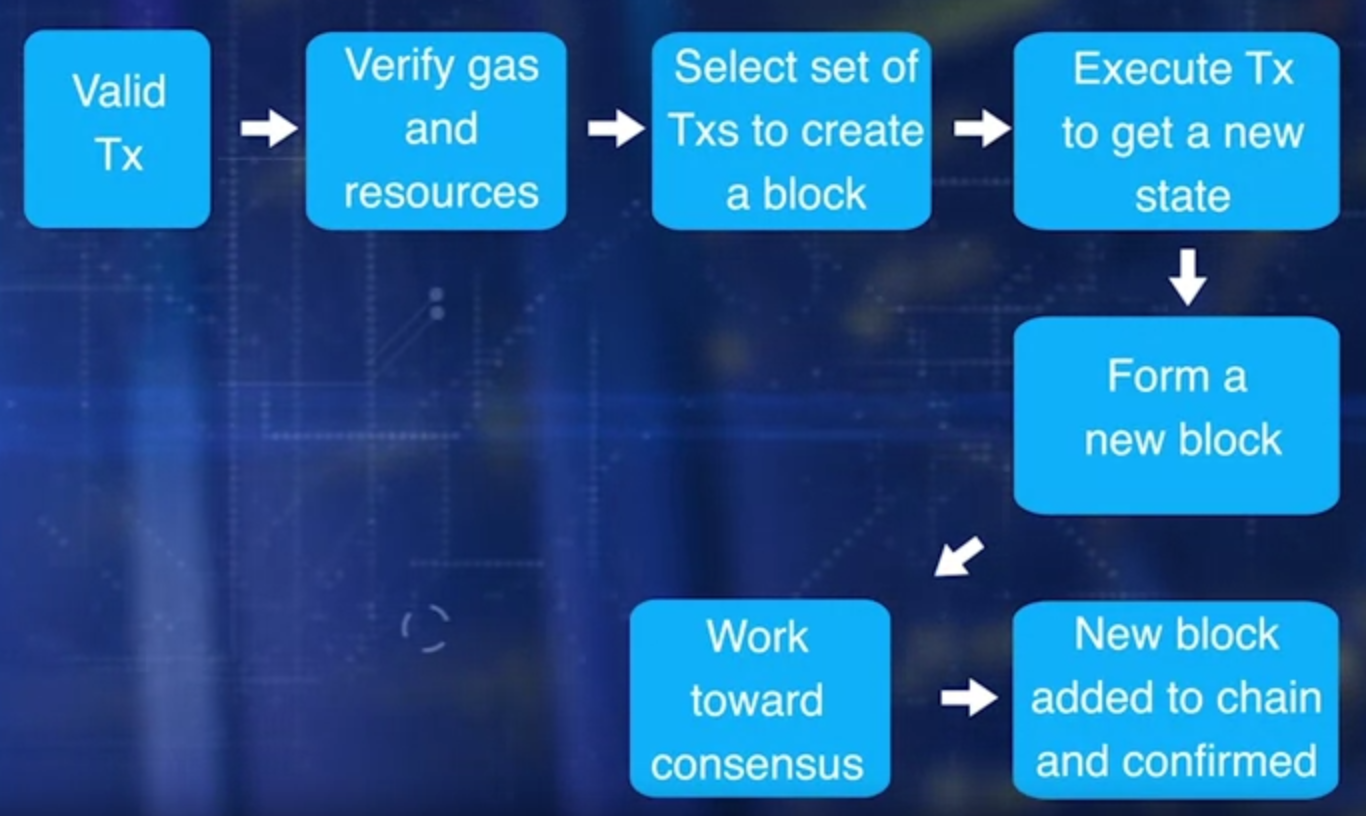 Valid
Tx
Verify gas
and
resources
Select set of
Txs to create
a block
Execute Tx
to get a new
state
Form a
new block
Work
toward
consensus
New block
added to chain
and confirmed